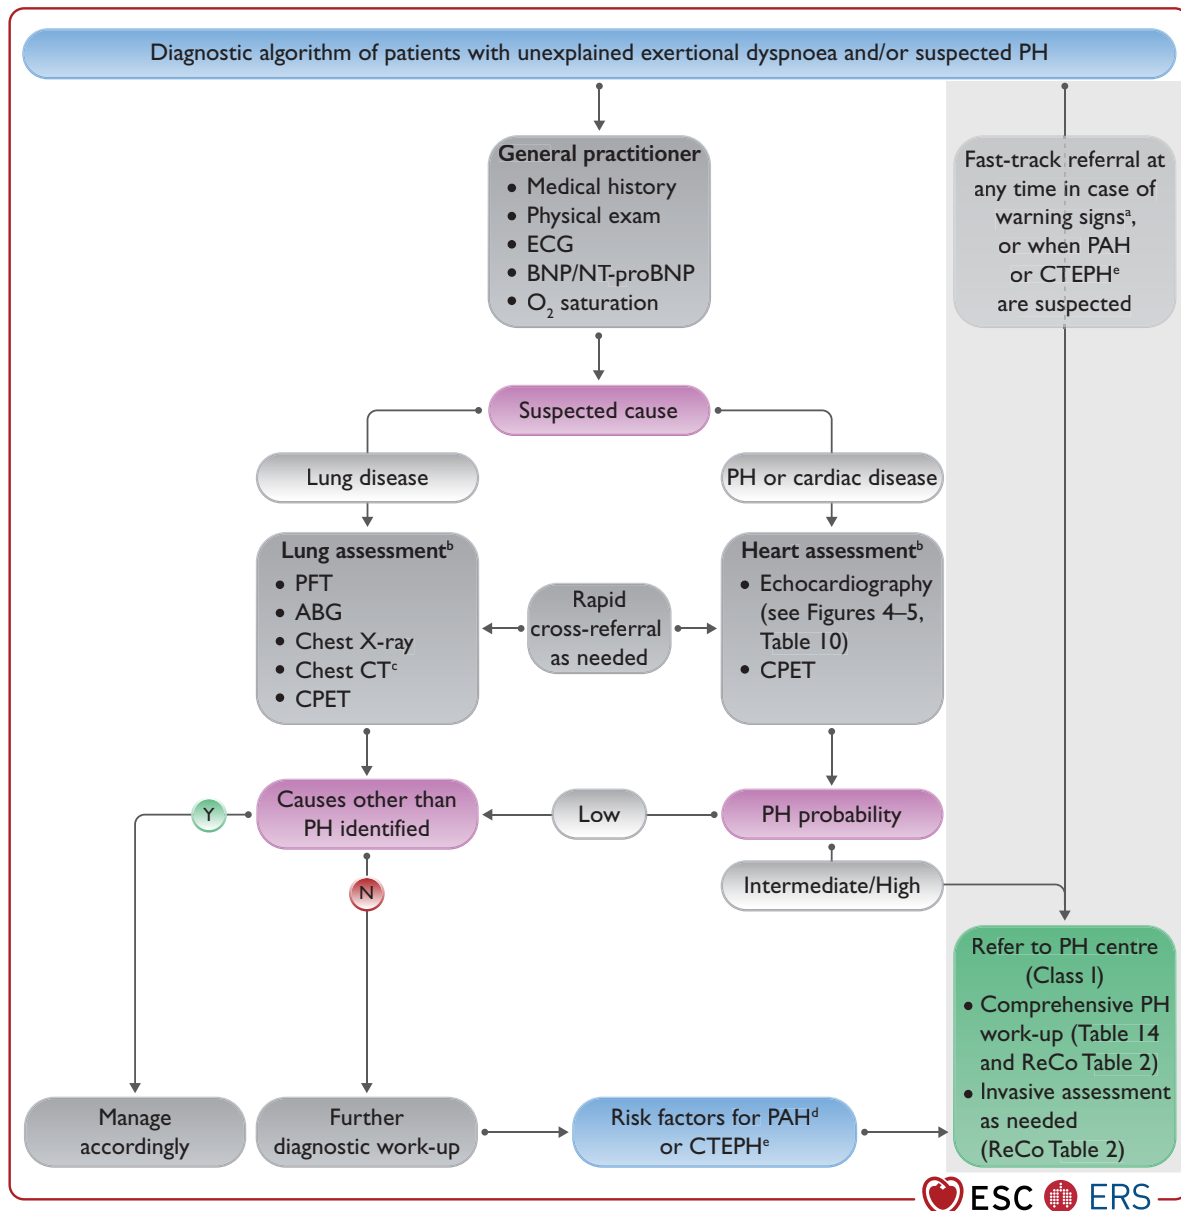 Diagnostic algorithm of patients with unexplained exertional dyspnoea and/or suspected PH
General practitioner
• Medical history
• Physical exam
• ECG
• BNP/NT-proBNP
• O₂ saturation
Fast-track referral at
any time in case of
warning signsᵃ,
or when PAH
or CTEPHᵉ
are suspected
Suspected cause
Lung disease
PH or cardiac disease
Lung assessmentᵇ
• PFT
• ABG
• Chest X-ray
• Chest CTᶜ
• CPET
Rapid
cross-referral
as needed
Heart assessmentᵇ
• Echocardiography
(see Figures 4–5,
Table 10)
• CPET
Y
Causes other than
PH identified
Low
PH probability
N
Intermediate/High
Refer to PH centre
(Class I)
• Comprehensive PH
work-up (Table 14
and ReCo Table 2)
• Invasive assessment
as needed
(ReCo Table 2)
Manage
accordingly
Further
diagnostic work-up
Risk factors for PAHᵈ
or CTEPHᵉ
ESC ERS